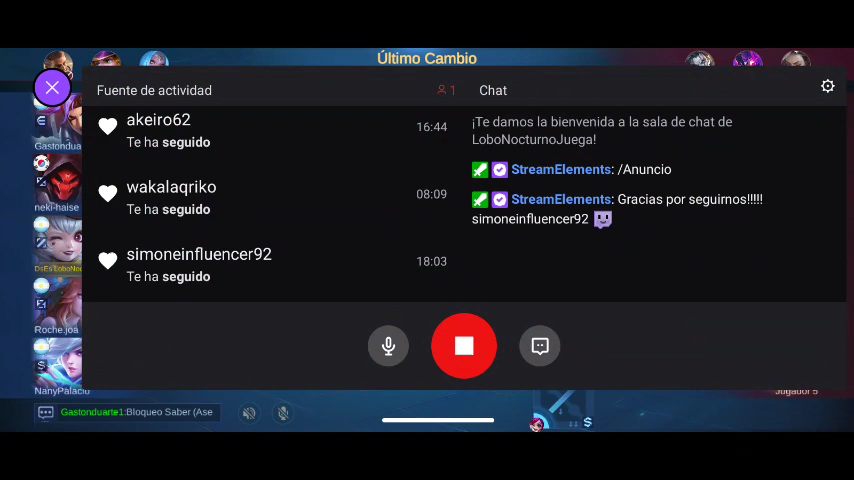 Último Cambio
Fuente de actividad
1
Chat
akeiro62
Te ha seguido
16:44
wakalaqriko
Te ha seguido
08:09
simoneinfluencer92
Te ha seguido
18:03
¡Te damos la bienvenida a la sala de chat de
LoboNocturnoJuega!
StreamElements: /Anuncio
StreamElements: Gracias por seguirnos!!!!!
simoneinfluencer92
Gastondua
neki-haise
DsEsLoboNoc
Roche.joa
NanyPalacio
Jugador 5
Gastonduarte1:Bloqueo Saber (Ase